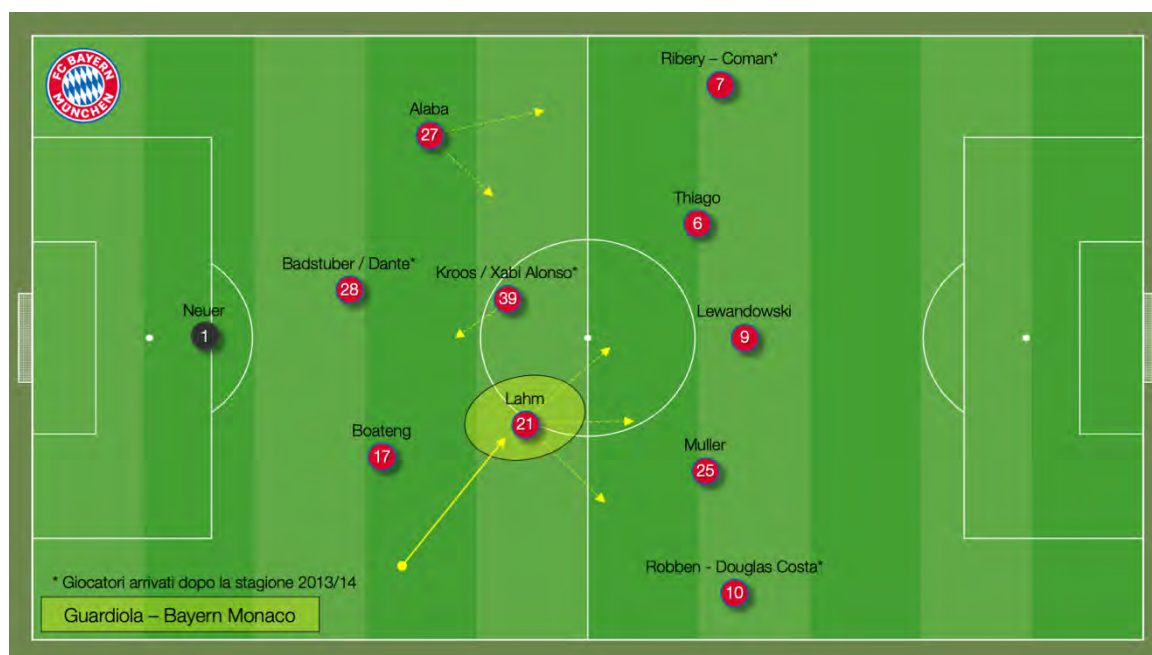 FC BAYERN
MÜNCHEN
Ribery – Coman*
7
Alaba
27
Thiago
6
Badstuber / Dante*
28
Kroos / Xabi Alonso*
39
Neuer
1
Lewandowski
9
Lahm
21
Boateng
17
Muller
25
Robben - Douglas Costa*
10
* Giocatori arrivati dopo la stagione 2013/14
Guardiola – Bayern Monaco